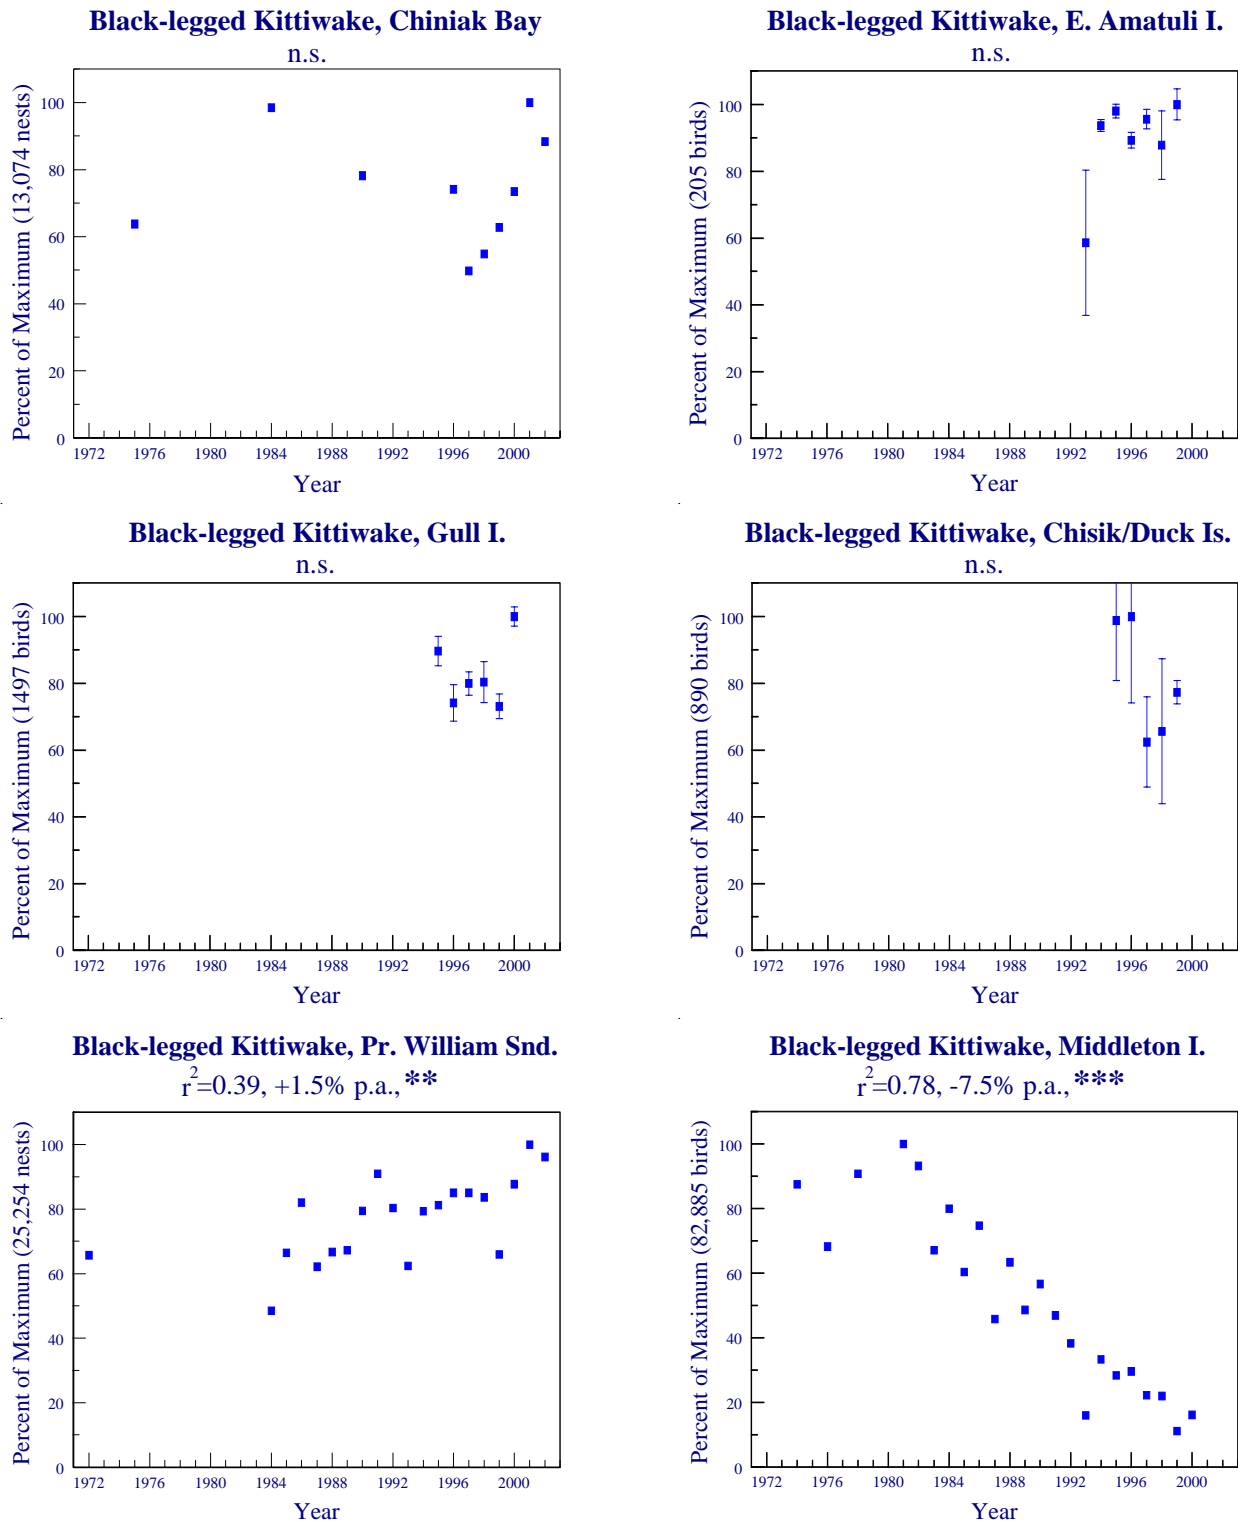 Black-legged Kittiwake, Chiniak Bay
n.s.
Percent of Maximum (13,074 nests)
100
80
60
40
20
0
1972 1976 1980 1984 1988 1992 1996 2000
Year
Black-legged Kittiwake, E. Amatuli I.
n.s.
Percent of Maximum (205 birds)
100
80
60
40
20
0
1972 1976 1980 1984 1988 1992 1996 2000
Year
Black-legged Kittiwake, Gull I.
n.s.
Percent of Maximum (1497 birds)
100
80
60
40
20
0
1972 1976 1980 1984 1988 1992 1996 2000
Year
Black-legged Kittiwake, Chisik/Duck Is.
n.s.
Percent of Maximum (890 birds)
100
80
60
40
20
0
1972 1976 1980 1984 1988 1992 1996 2000
Year
Black-legged Kittiwake, Pr. William Snd.
r²=0.39, +1.5% p.a., **
Percent of Maximum (25,254 nests)
100
80
60
40
20
0
1972 1976 1980 1984 1988 1992 1996 2000
Year
Black-legged Kittiwake, Middleton I.
r²=0.78, -7.5% p.a., ***
Percent of Maximum (82,885 birds)
100
80
60
40
20
0
1972 1976 1980 1984 1988 1992 1996 2000
Year